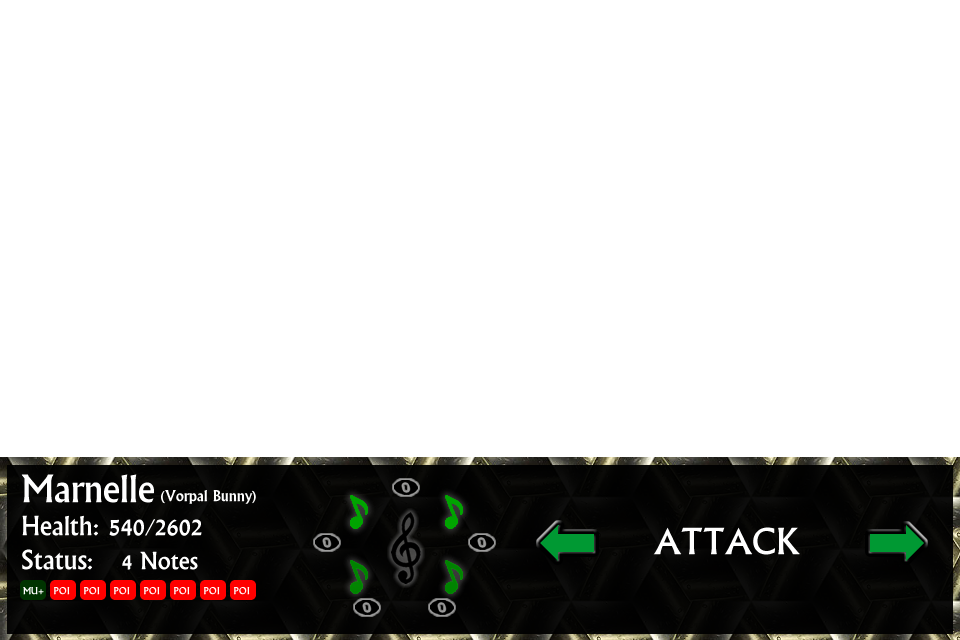 Marnelle (Vorpal Bunny)
Health: 540/2602
Status: 4 Notes
MU+ POI POI POI POI POI POI POI
0
0 0
0 0
ATTACK